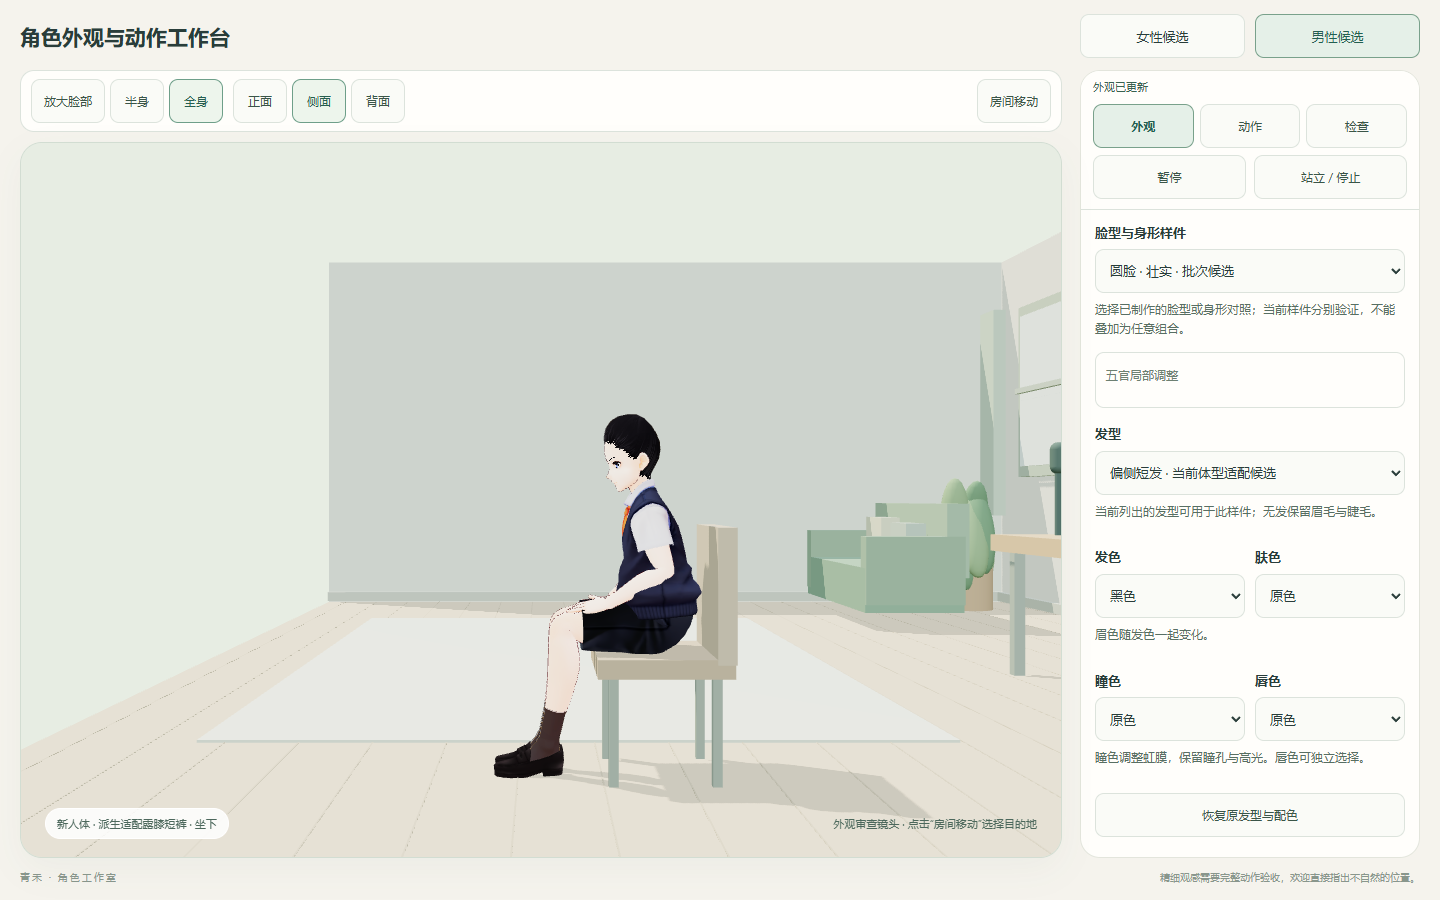 角色外观与动作工作台
女性候选
男性候选
放大脸部
半身
全身
正面
侧面
背面
房间移动
外观已更新
外观
动作
检查
暂停
站立 / 停止
脸型与身形样件
圆脸 · 壮实 · 批次候选
选择已制作的脸型或身形对照；当前样件分别验证，不能
叠加为任意组合。
五官局部调整
发型
偏侧短发 · 当前体型适配候选
当前列出的发型可用于此样件；无发保留眉毛与睫毛。
发色
肤色
黑色
原色
眉色随发色一起变化。
瞳色
唇色
原色
原色
瞳色调整虹膜，保留瞳孔与高光。唇色可独立选择。
恢复原发型与配色
新人体 · 派生适配露膝短裤 · 坐下
外观审查镜头 · 点击“房间移动”选择目的地
青禾 · 角色工作室
精细观感需要完整动作验收，欢迎直接指出不自然的位置。